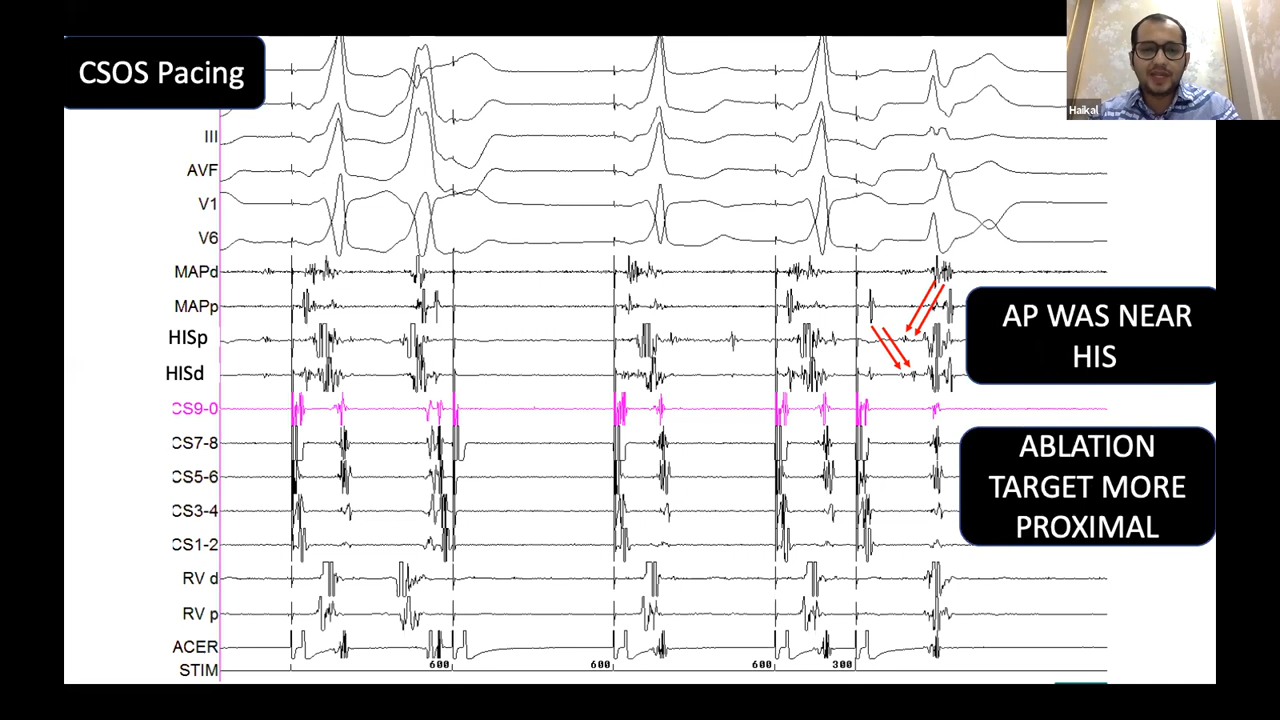 CSOS Pacing
Haikal
III
AVF
V1
V6
MAPd
MAPp
HISp
HISd
CS9-0
CS7-8
CS5-6
CS3-4
CS1-2
RV d
RV p
ACER
STIM
600
600
600
300
AP WAS NEAR
HIS
ABLATION
TARGET MORE
PROXIMAL